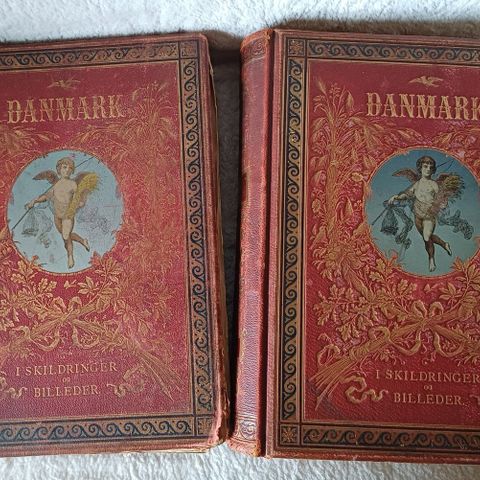 DANMARK
I SKILDRINGER
OG
BILLEDER.
DANMARK
I SKILDRINGER
OG
BILLEDER.